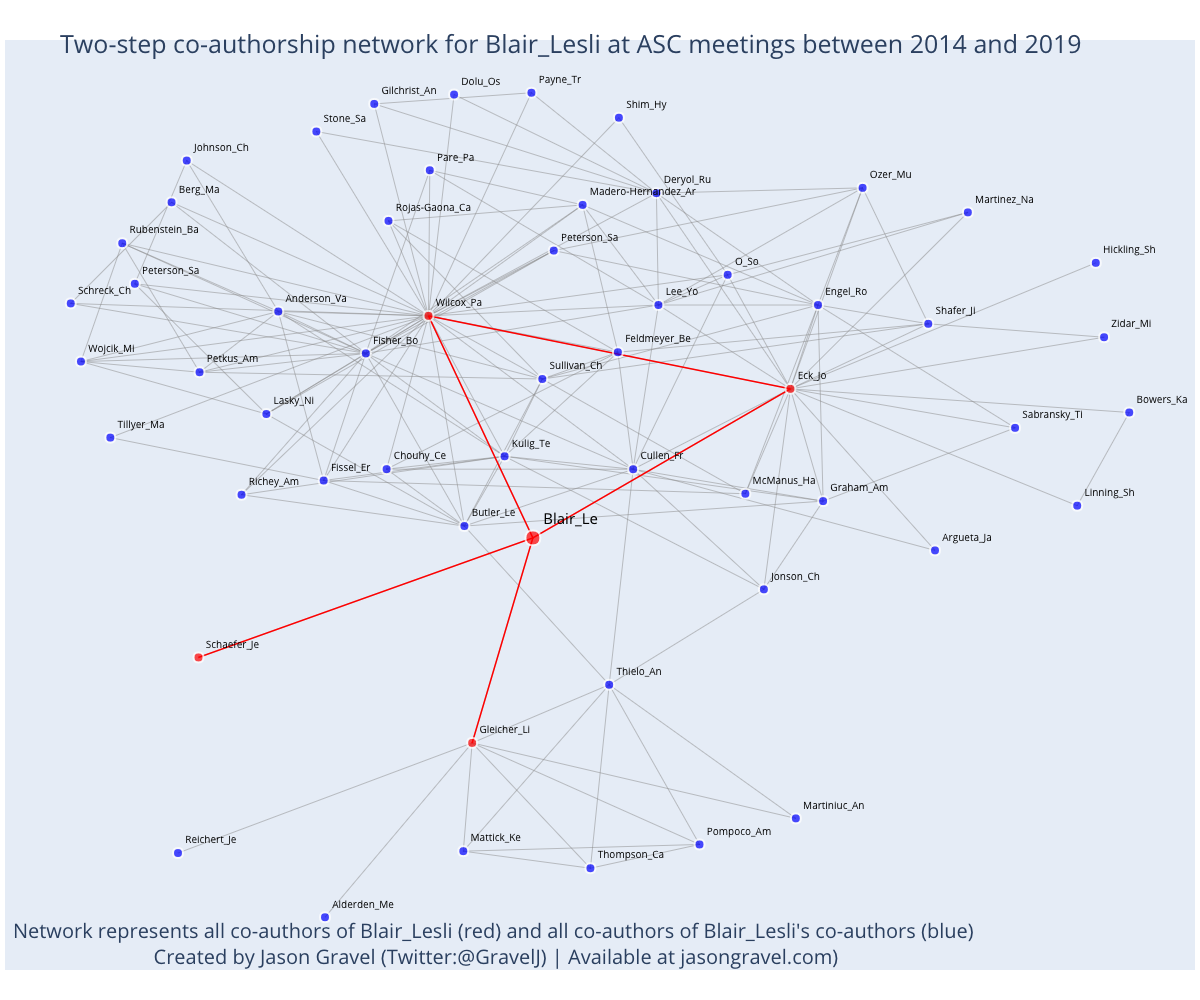 Two-step co-authorship network for Blair_Lesli at ASC meetings between 2014 and 2019
Payne_Tr
Dolu_Os
Gilchrist_An
Shim_Hy
Stone_Sa
Johnson_Ch
Pare_Pa
Ozer_Mu
Deryol_Ru
Berg_Ma
Madero-Hernandez_Ar
Martinez_Na
Rojas-Gaona_Ca
Rubenstein_Ba
Peterson_Sa
Hickling_Sh
O_So
Peterson_Sa
Schreck_Ch
Lee_Yo
Engel_Ro
Anderson_Va
Wilcox_Pa
Shafer_Ji
Zidar_Mi
Feldmeyer_Be
Fisher_Bo
Wojcik_Mi
Petkus_Am
Sullivan_Ch
Eck_Jo
Bowers_Ka
Lasky_Ni
Sabransky_Ti
Tillyer_Ma
Kulig_Te
Chouhy_Ce
Cullen_Fr
Fissel_Er
Richey_Am
McManus_Ha
Graham_Am
Linning_Sh
Butler_Le
Blair_Le
Argueta_Ja
Jonson_Ch
Schaefer_Je
Thielo_An
Gleicher_Li
Martiniuc_An
Pompoco_Am
Mattick_Ke
Reichert_Je
Thompson_Ca
Alderden_Me
Network represents all co-authors of Blair_Lesli (red) and all co-authors of Blair_Lesli's co-authors (blue)
Created by Jason Gravel (Twitter:@GravelJ) | Available at jasongravel.com)